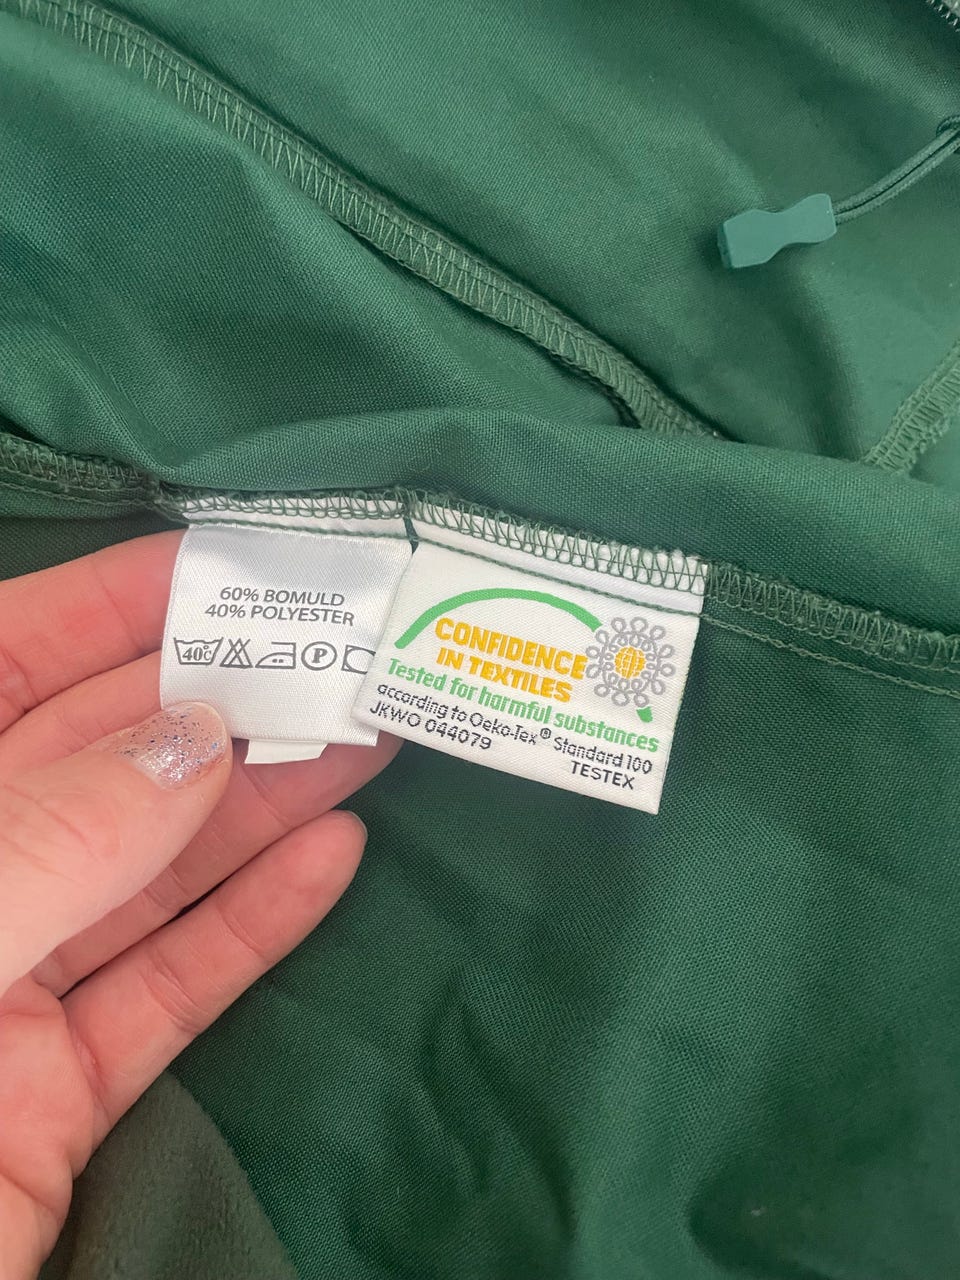 60% BOMULD
40% POLYESTER
40°C P
CONFIDENCE
IN TEXTILES
Tested for harmful substances
according to Oeko-Tex® Standard 100
JKWO 044079
TESTEX